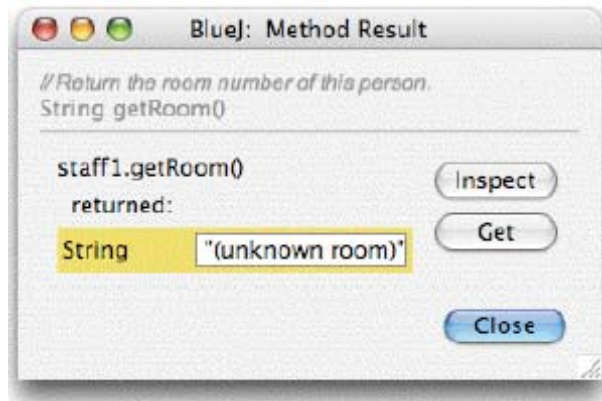 BlueJ: Method Result
// Return the room number of this person.
String getRoom()
staff1.getRoom()
returned:
String "(unknown room)"
Inspect
Get
Close